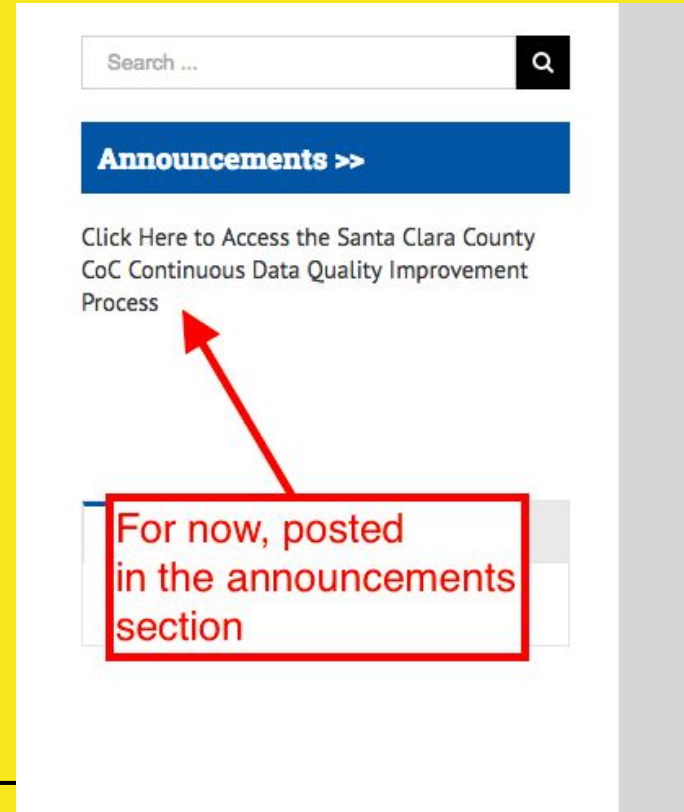 Search ...
Announcements >>
Click Here to Access the Santa Clara County
CoC Continuous Data Quality Improvement
Process
For now, posted
in the announcements
section